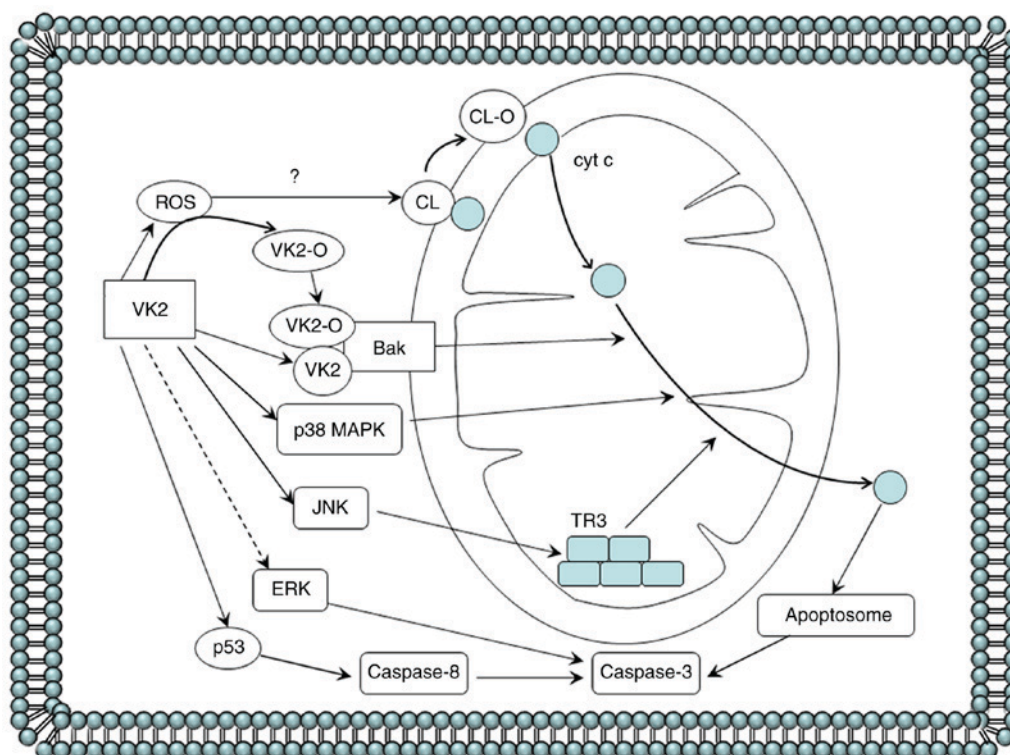 CL-O
cyt c
?
ROS
CL
VK2-O
VK2
VK2-O
Bak
VK2
p38 MAPK
JNK
TR3
ERK
Apoptosome
p53
Caspase-8
Caspase-3